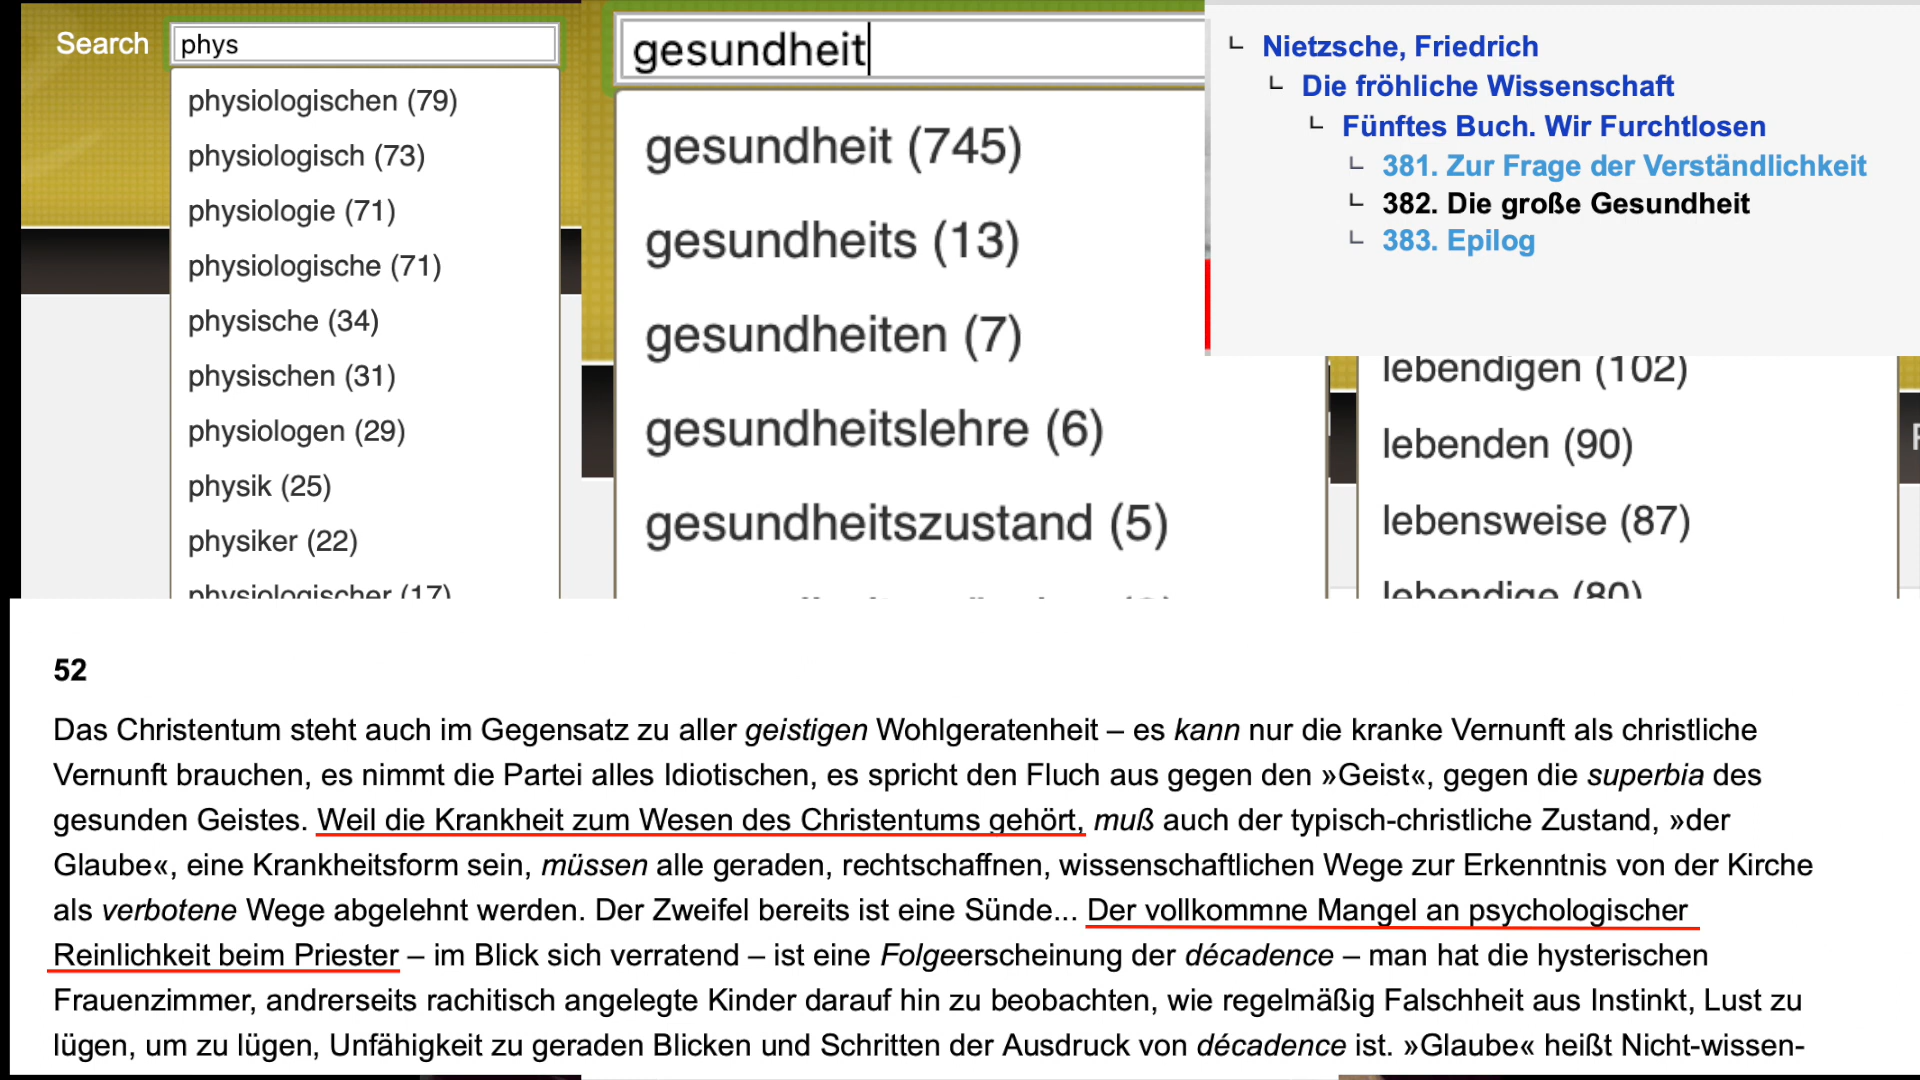 Search
phys
physiologischen (79)
physiologisch (73)
physiologie (71)
physiologische (71)
physische (34)
physischen (31)
physiologen (29)
physik (25)
physiker (22)
physiologischer (17)
gesundheit
gesundheit (745)
gesundheits (13)
gesundheiten (7)
gesundheitslehre (6)
gesundheitszustand (5)
└ Nietzsche, Friedrich
└ Die fröhliche Wissenschaft
└ Fünftes Buch. Wir Furchtlosen
└ 381. Zur Frage der Verständlichkeit
└ 382. Die große Gesundheit
└ 383. Epilog
lebendigen (102)
lebenden (90)
lebensweise (87)
lebendige (80)
52
Das Christentum steht auch im Gegensatz zu aller geistigen Wohlgeratenheit – es kann nur die kranke Vernunft als christliche
Vernunft brauchen, es nimmt die Partei alles Idiotischen, es spricht den Fluch aus gegen den »Geist«, gegen die superbia des
gesunden Geistes. Weil die Krankheit zum Wesen des Christentums gehört, muß auch der typisch-christliche Zustand, »der
Glaube«, eine Krankheitsform sein, müssen alle geraden, rechtschaffnen, wissenschaftlichen Wege zur Erkenntnis von der Kirche
als verbotene Wege abgelehnt werden. Der Zweifel bereits ist eine Sünde... Der vollkommne Mangel an psychologischer
Reinlichkeit beim Priester – im Blick sich verratend – ist eine Folgeerscheinung der décadence – man hat die hysterischen
Frauenzimmer, andrerseits rachitisch angelegte Kinder darauf hin zu beobachten, wie regelmäßig Falschheit aus Instinkt, Lust zu
lügen, um zu lügen, Unfähigkeit zu geraden Blicken und Schritten der Ausdruck von décadence ist. »Glaube« heißt Nicht-wissen-